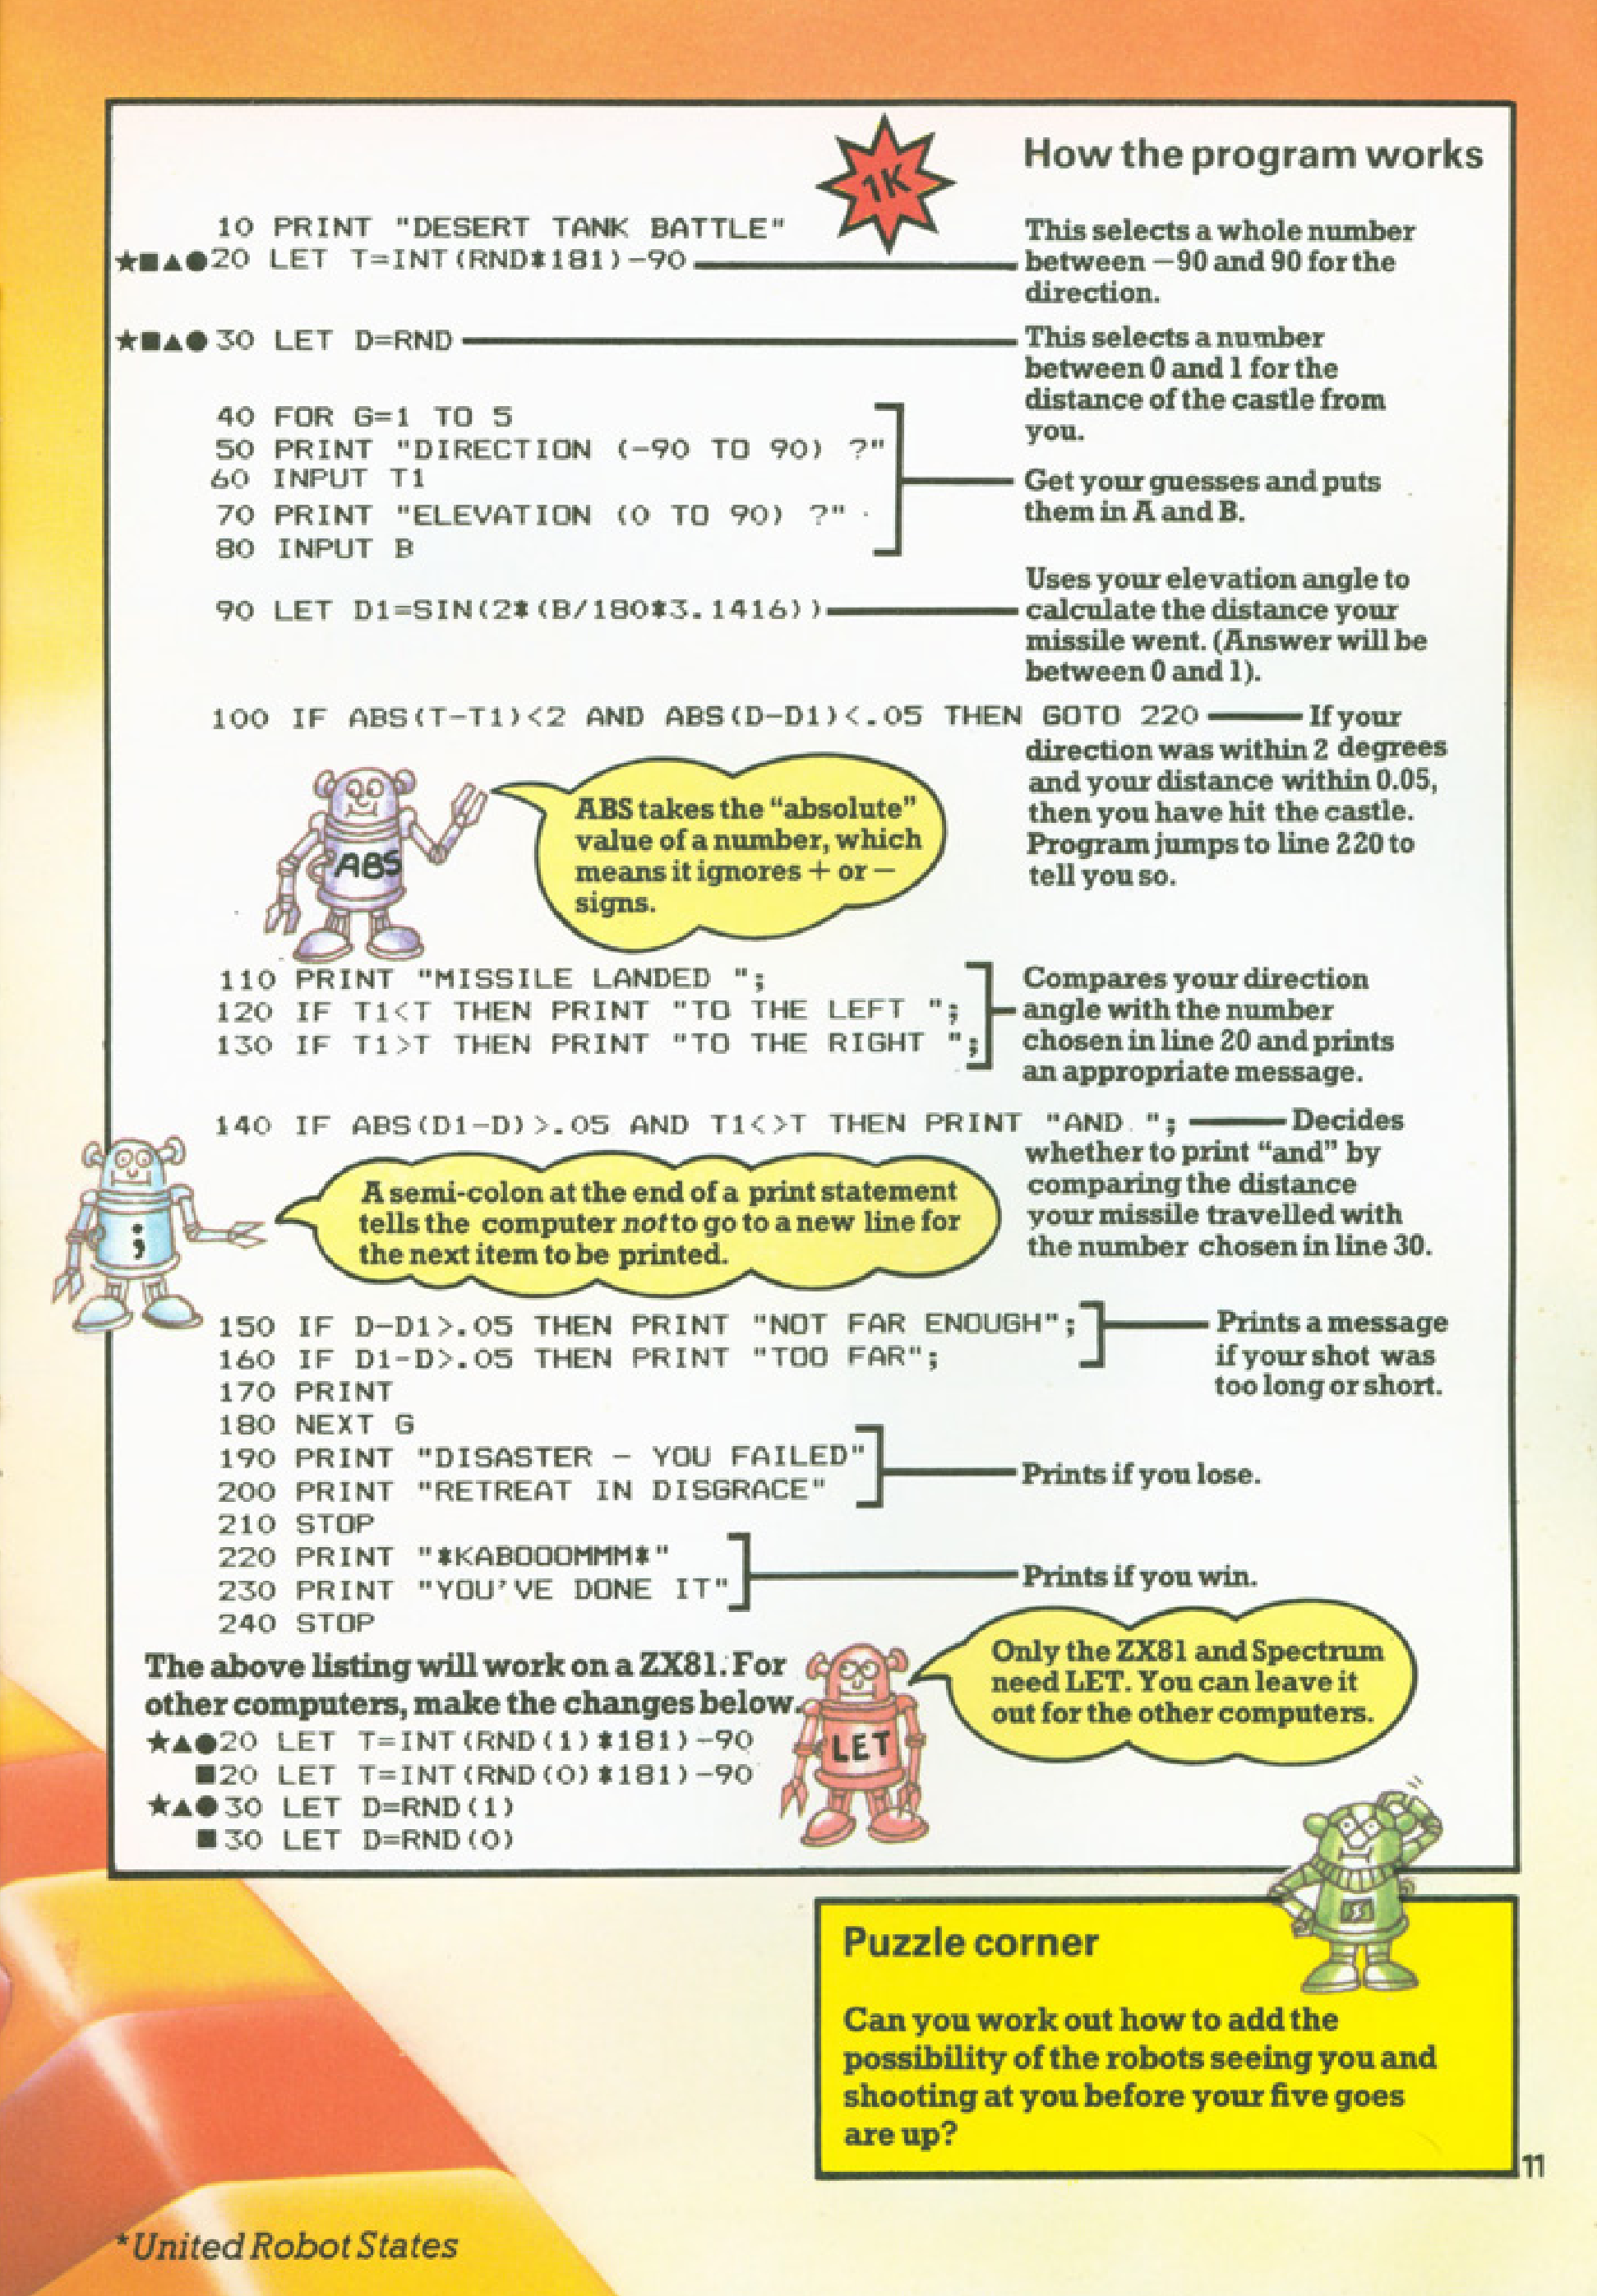 1K
How the program works
10 PRINT "DESERT TANK BATTLE"
★■▲●20 LET T=INT(RND*181)-90
This selects a whole number
between −90 and 90 for the
direction.
★■▲●30 LET D=RND
This selects a number
between 0 and 1 for the
distance of the castle from
you.
40 FOR G=1 TO 5
50 PRINT "DIRECTION (-90 TO 90) ?"
60 INPUT T1
70 PRINT "ELEVATION (0 TO 90) ?"
80 INPUT B
Get your guesses and puts
them in A and B.
90 LET D1=SIN(2*(B/180*3.1416))
Uses your elevation angle to
calculate the distance your
missile went. (Answer will be
between 0 and 1).
100 IF ABS(T-T1)<2 AND ABS(D-D1)<.05 THEN GOTO 220
If your
direction was within 2 degrees
and your distance within 0.05,
then you have hit the castle.
Program jumps to line 220 to
tell you so.
ABS
ABS takes the "absolute"
value of a number, which
means it ignores + or −
signs.
110 PRINT "MISSILE LANDED ";
120 IF T1<T THEN PRINT "TO THE LEFT ";
130 IF T1>T THEN PRINT "TO THE RIGHT ";
Compares your direction
angle with the number
chosen in line 20 and prints
an appropriate message.
140 IF ABS(D1-D)>.05 AND T1<>T THEN PRINT "AND ";
Decides
whether to print "and" by
comparing the distance
your missile travelled with
the number chosen in line 30.
;
A semi-colon at the end of a print statement
tells the computer not to go to a new line for
the next item to be printed.
150 IF D-D1>.05 THEN PRINT "NOT FAR ENOUGH";
160 IF D1-D>.05 THEN PRINT "TOO FAR";
Prints a message
if your shot was
too long or short.
170 PRINT
180 NEXT G
190 PRINT "DISASTER - YOU FAILED"
200 PRINT "RETREAT IN DISGRACE"
Prints if you lose.
210 STOP
220 PRINT "*KABOOOMMM*"
230 PRINT "YOU'VE DONE IT"
Prints if you win.
240 STOP
The above listing will work on a ZX81. For
other computers, make the changes below.
★▲●20 LET T=INT(RND(1)*181)-90
■20 LET T=INT(RND(0)*181)-90
★▲●30 LET D=RND(1)
■30 LET D=RND(0)
LET
Only the ZX81 and Spectrum
need LET. You can leave it
out for the other computers.
Puzzle corner
Can you work out how to add the
possibility of the robots seeing you and
shooting at you before your five goes
are up?
11
*United Robot States